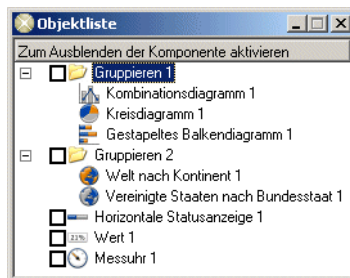 Objektliste
Zum Ausblenden der Komponente aktivieren
Gruppieren 1
Kombinationsdiagramm 1
Kreisdiagramm 1
Gestapeltes Balkendiagramm 1
Gruppieren 2
Welt nach Kontinent 1
Vereinigte Staaten nach Bundesstaat 1
Horizontale Statusanzeige 1
Wert 1
Messuhr 1